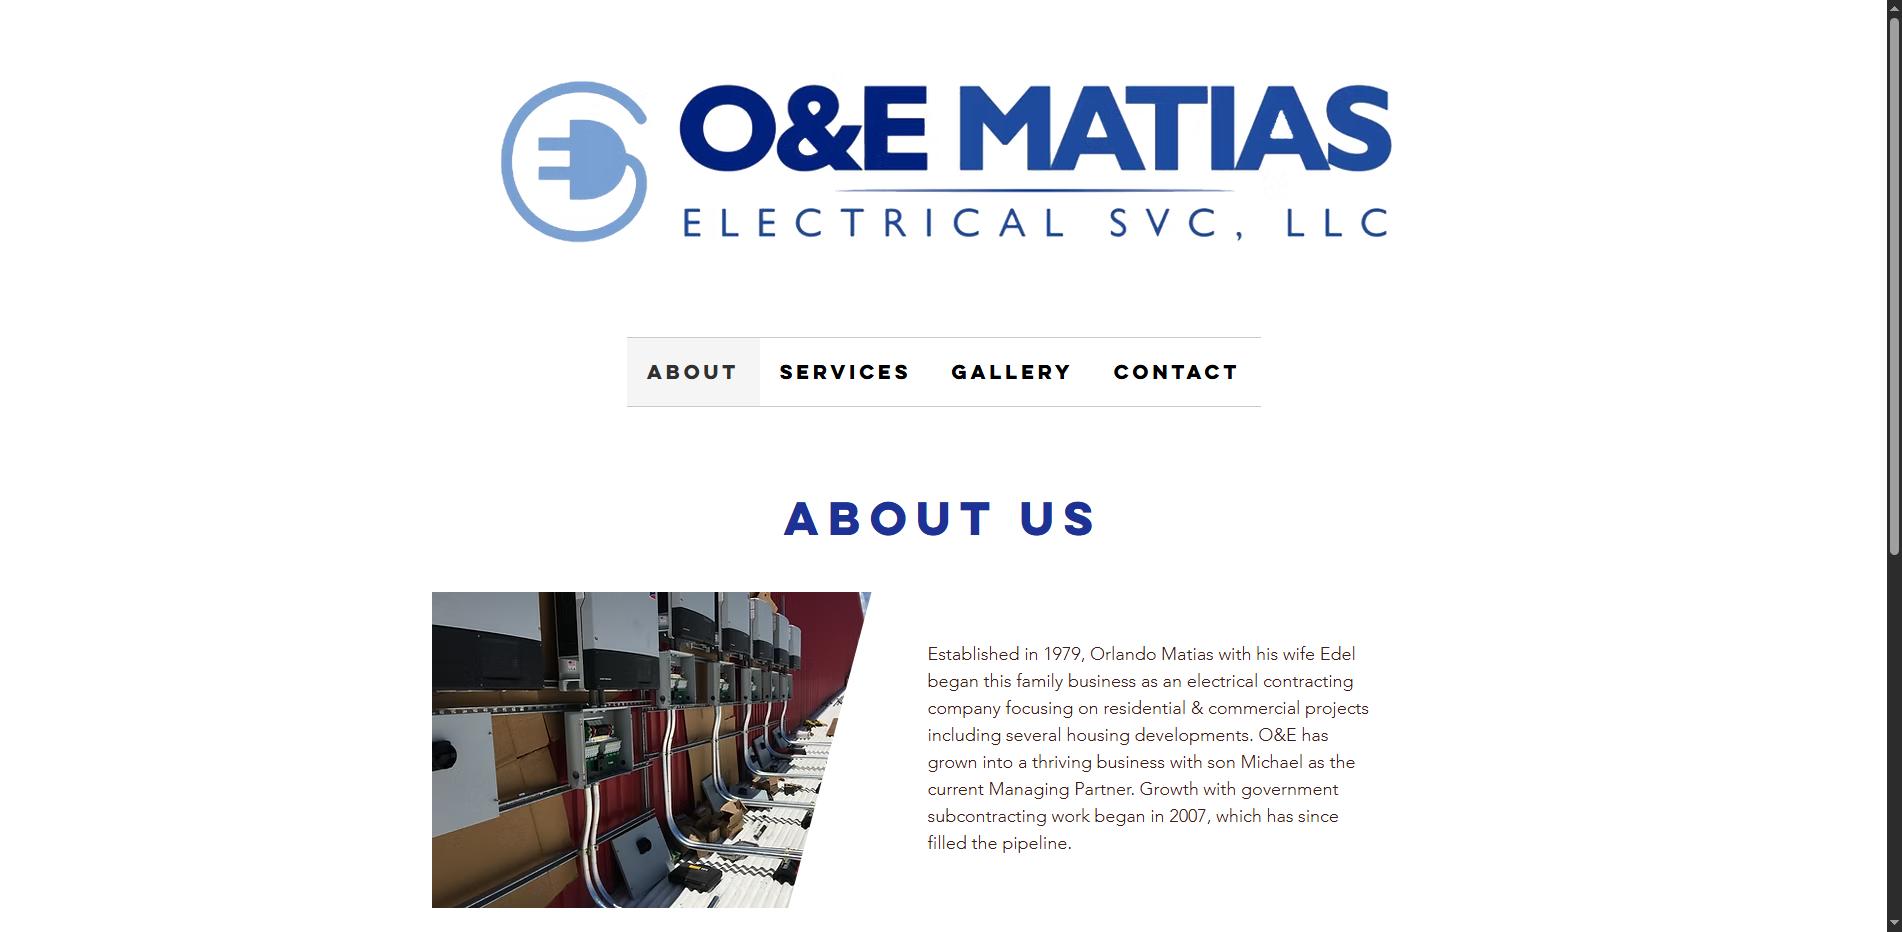 O&E MATIAS
ELECTRICAL SVC, LLC
ABOUT SERVICES GALLERY CONTACT
ABOUT US
Established in 1979, Orlando Matias with his wife Edel
began this family business as an electrical contracting
company focusing on residential & commercial projects
including several housing developments. O&E has
grown into a thriving business with son Michael as the
current Managing Partner. Growth with government
subcontracting work began in 2007, which has since
filled the pipeline.